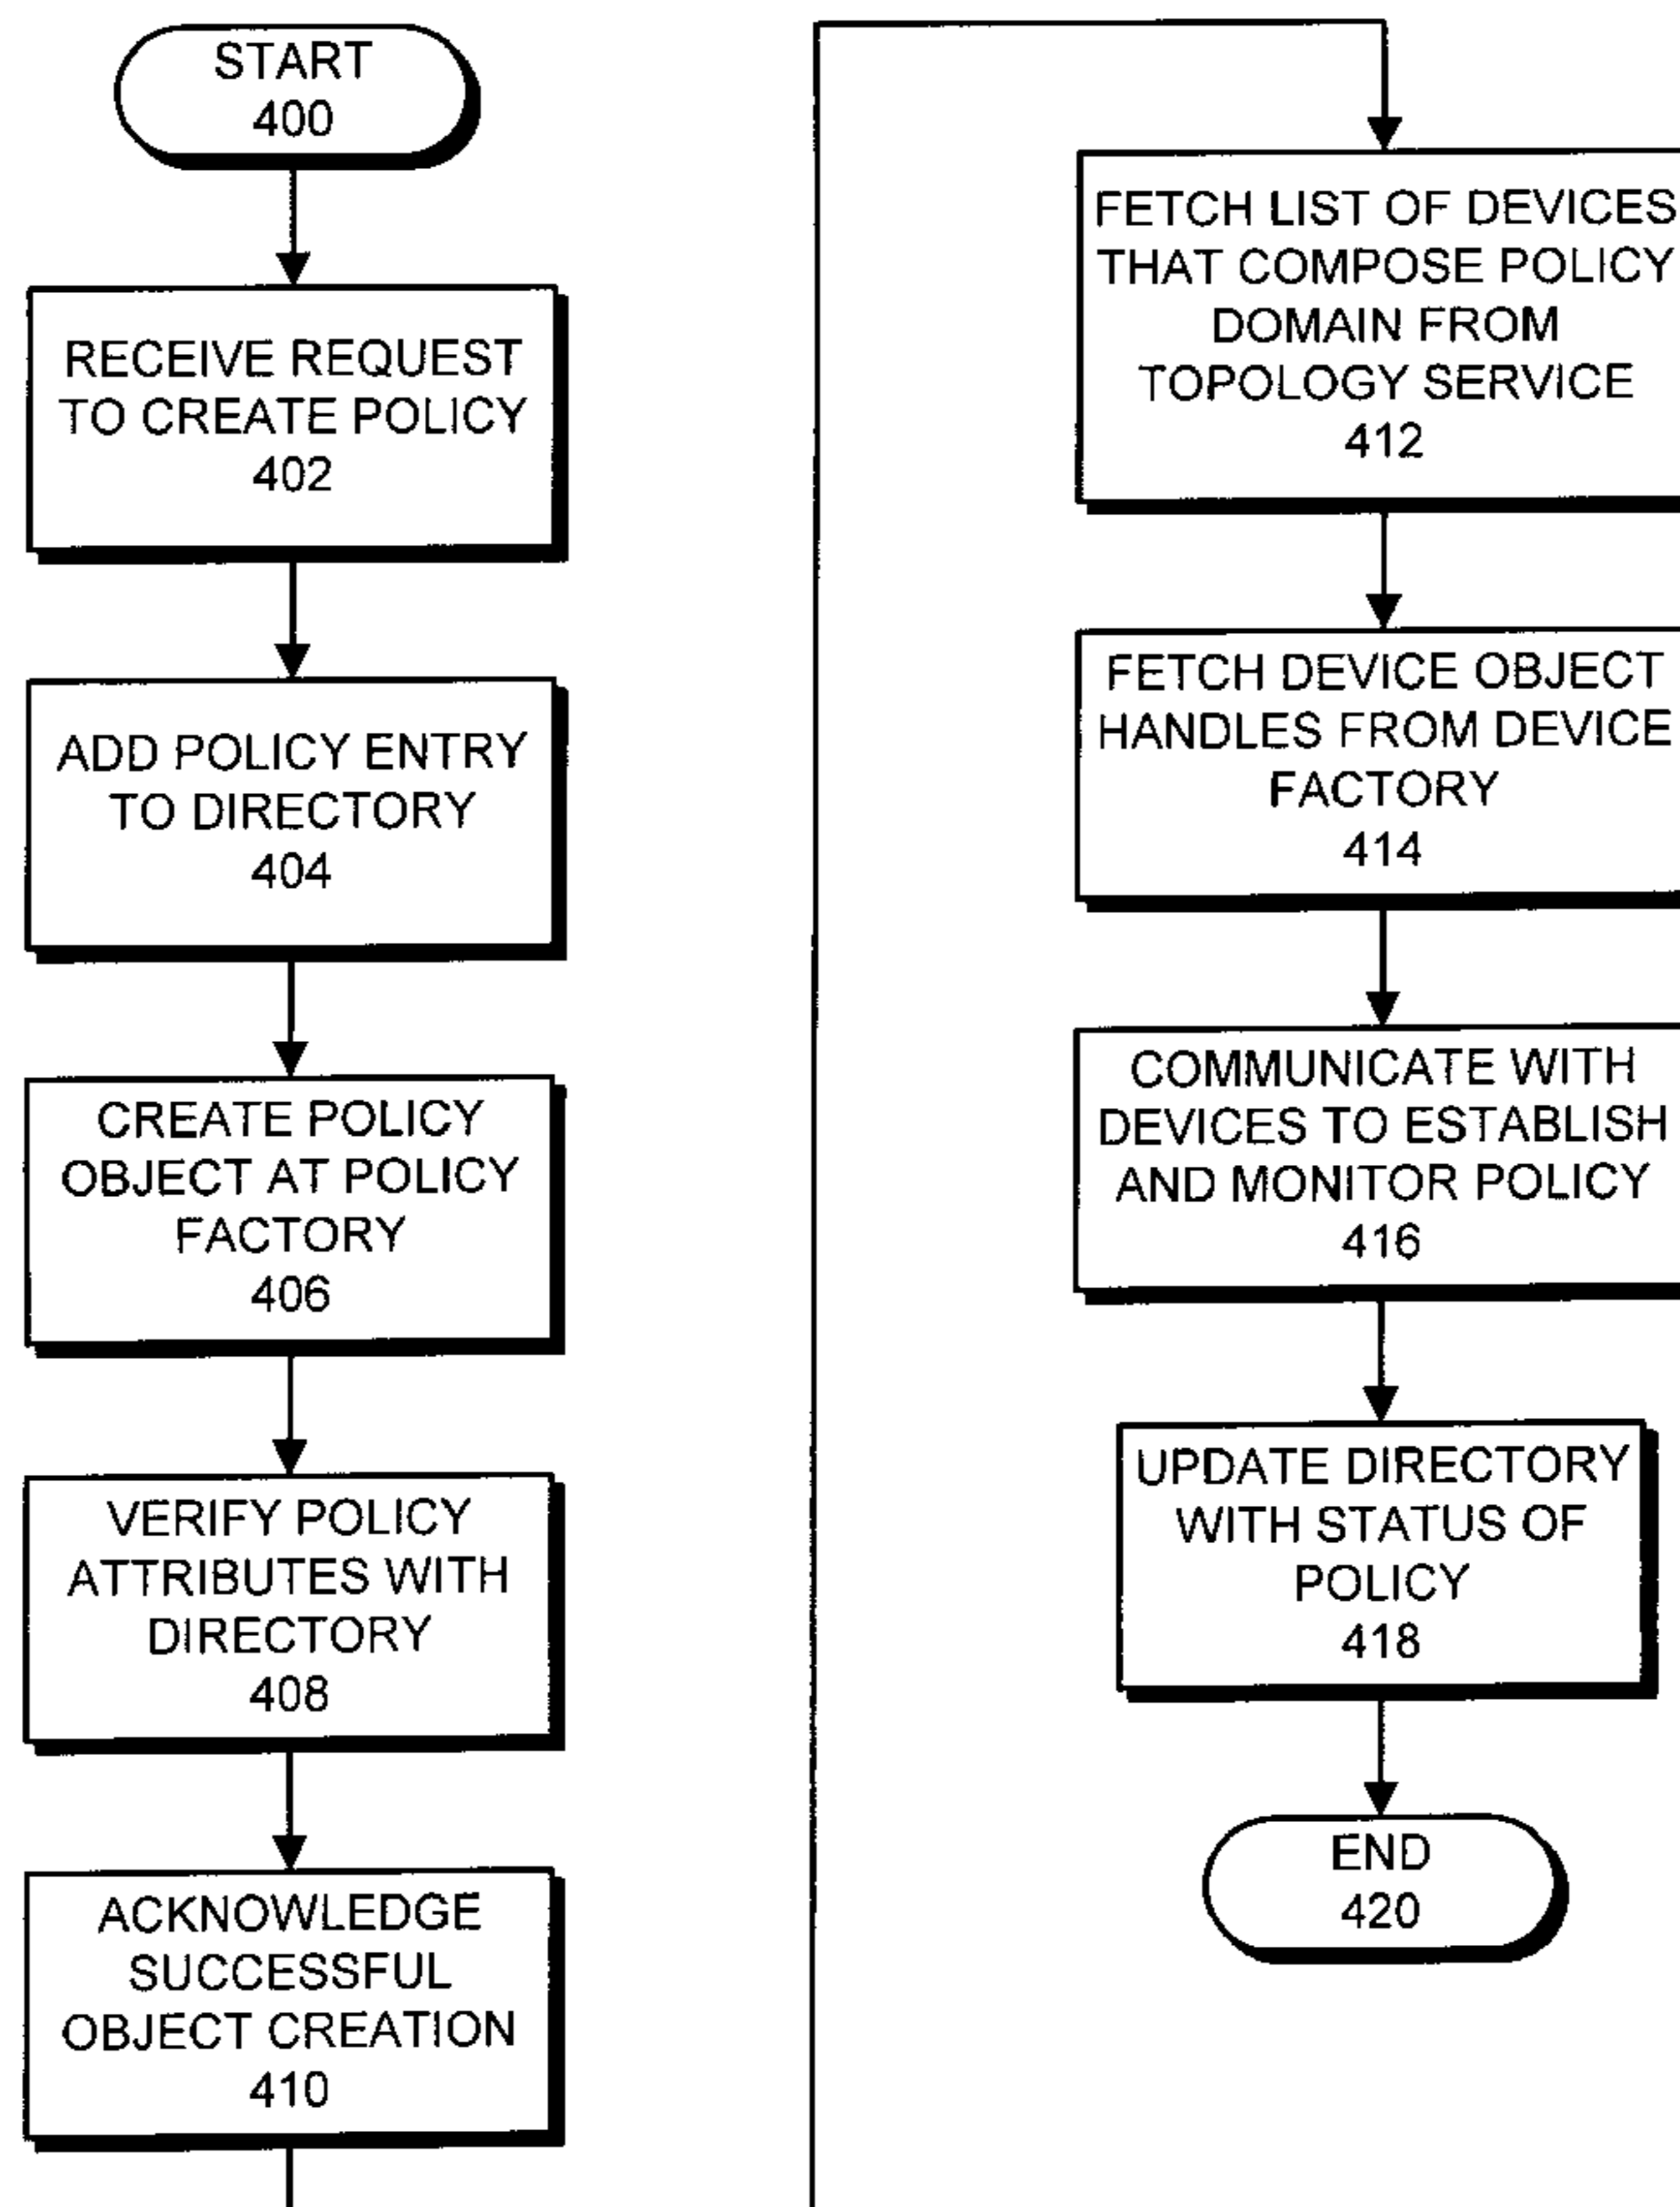 START
400
RECEIVE REQUEST
TO CREATE POLICY
402
ADD POLICY ENTRY
TO DIRECTORY
404
CREATE POLICY
OBJECT AT POLICY
FACTORY
406
VERIFY POLICY
ATTRIBUTES WITH
DIRECTORY
408
ACKNOWLEDGE
SUCCESSFUL
OBJECT CREATION
410
FETCH LIST OF DEVICES
THAT COMPOSE POLICY
DOMAIN FROM
TOPOLOGY SERVICE
412
FETCH DEVICE OBJECT
HANDLES FROM DEVICE
FACTORY
414
COMMUNICATE WITH
DEVICES TO ESTABLISH
AND MONITOR POLICY
416
UPDATE DIRECTORY
WITH STATUS OF
POLICY
418
END
420